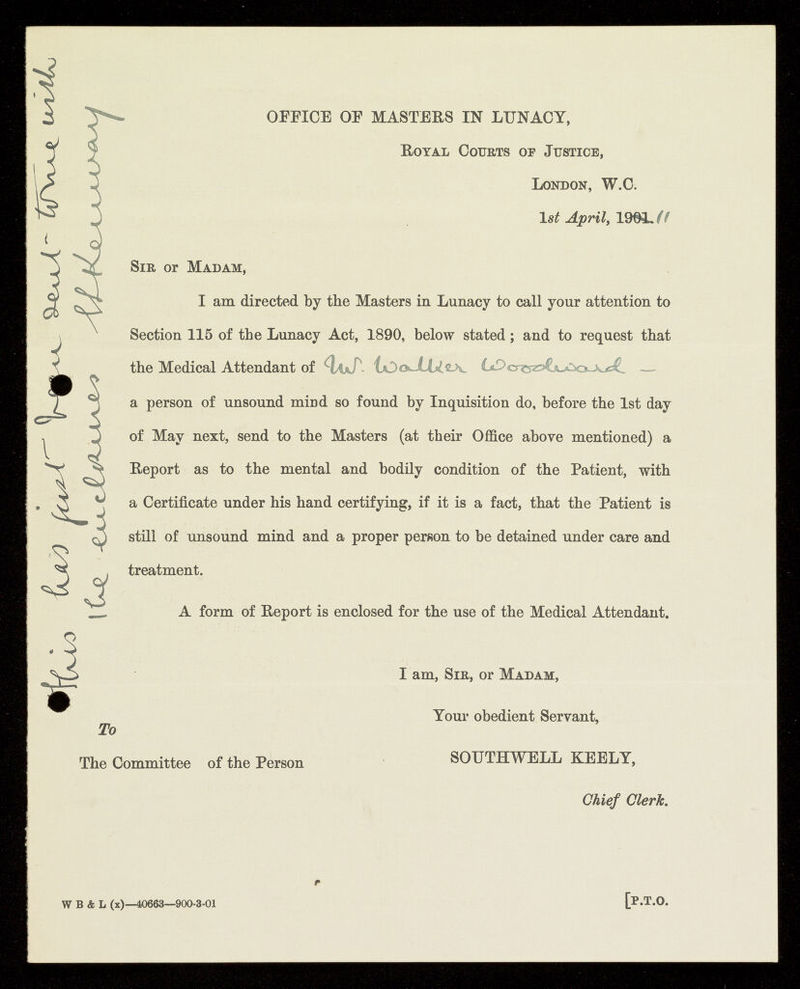 OFFICE OF MASTERS IN LUNACY,
ROYAL COURTS OF JUSTICE,
LONDON, W.C.
1st April, 1901. 11
SIR or MADAM,
I am directed by the Masters in Lunacy to call your attention to
Section 115 of the Lunacy Act, 1890, below stated; and to request that
the Medical Attendant of Mr. Walter Woodward —
a person of unsound mind so found by Inquisition do, before the 1st day
of May next, send to the Masters (at their Office above mentioned) a
Report as to the mental and bodily condition of the Patient, with
a Certificate under his hand certifying, if it is a fact, that the Patient is
still of unsound mind and a proper person to be detained under care and
treatment.
A form of Report is enclosed for the use of the Medical Attendant.
I am, SIR, or MADAM,
Your obedient Servant,
SOUTHWELL KEELY,
Chief Clerk.
To
The Committee of the Person
W B & L (x)—40663—900-3-01
[P.T.O.
This has just been sent to me with
the enclosures Kennaway